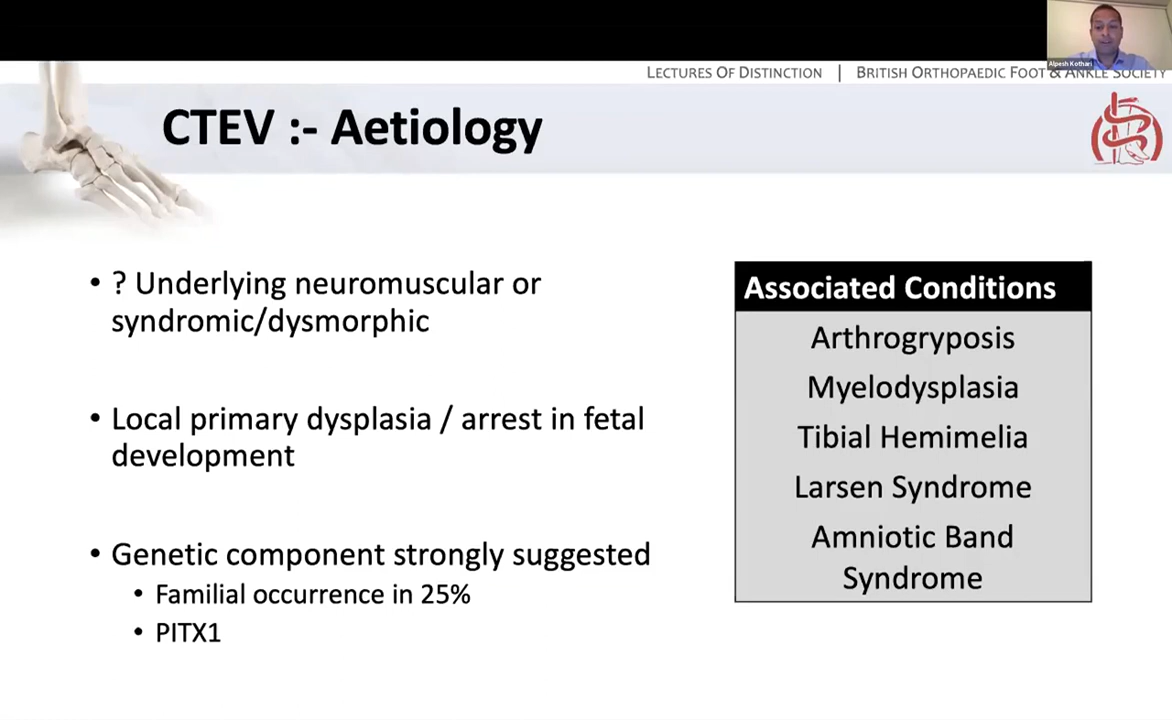 Alpesh Kothari
LECTURES OF DISTINCTION | BRITISH ORTHOPAEDIC FOOT & ANKLE SOCIETY
CTEV :- Aetiology
• ? Underlying neuromuscular or
syndromic/dysmorphic
• Local primary dysplasia / arrest in fetal
development
• Genetic component strongly suggested
• Familial occurrence in 25%
• PITX1
Associated Conditions
Arthrogryposis
Myelodysplasia
Tibial Hemimelia
Larsen Syndrome
Amniotic Band
Syndrome